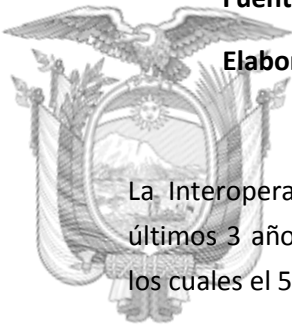 Fuent
Elabor
La Interopera
últimos 3 año
los cuales el 5